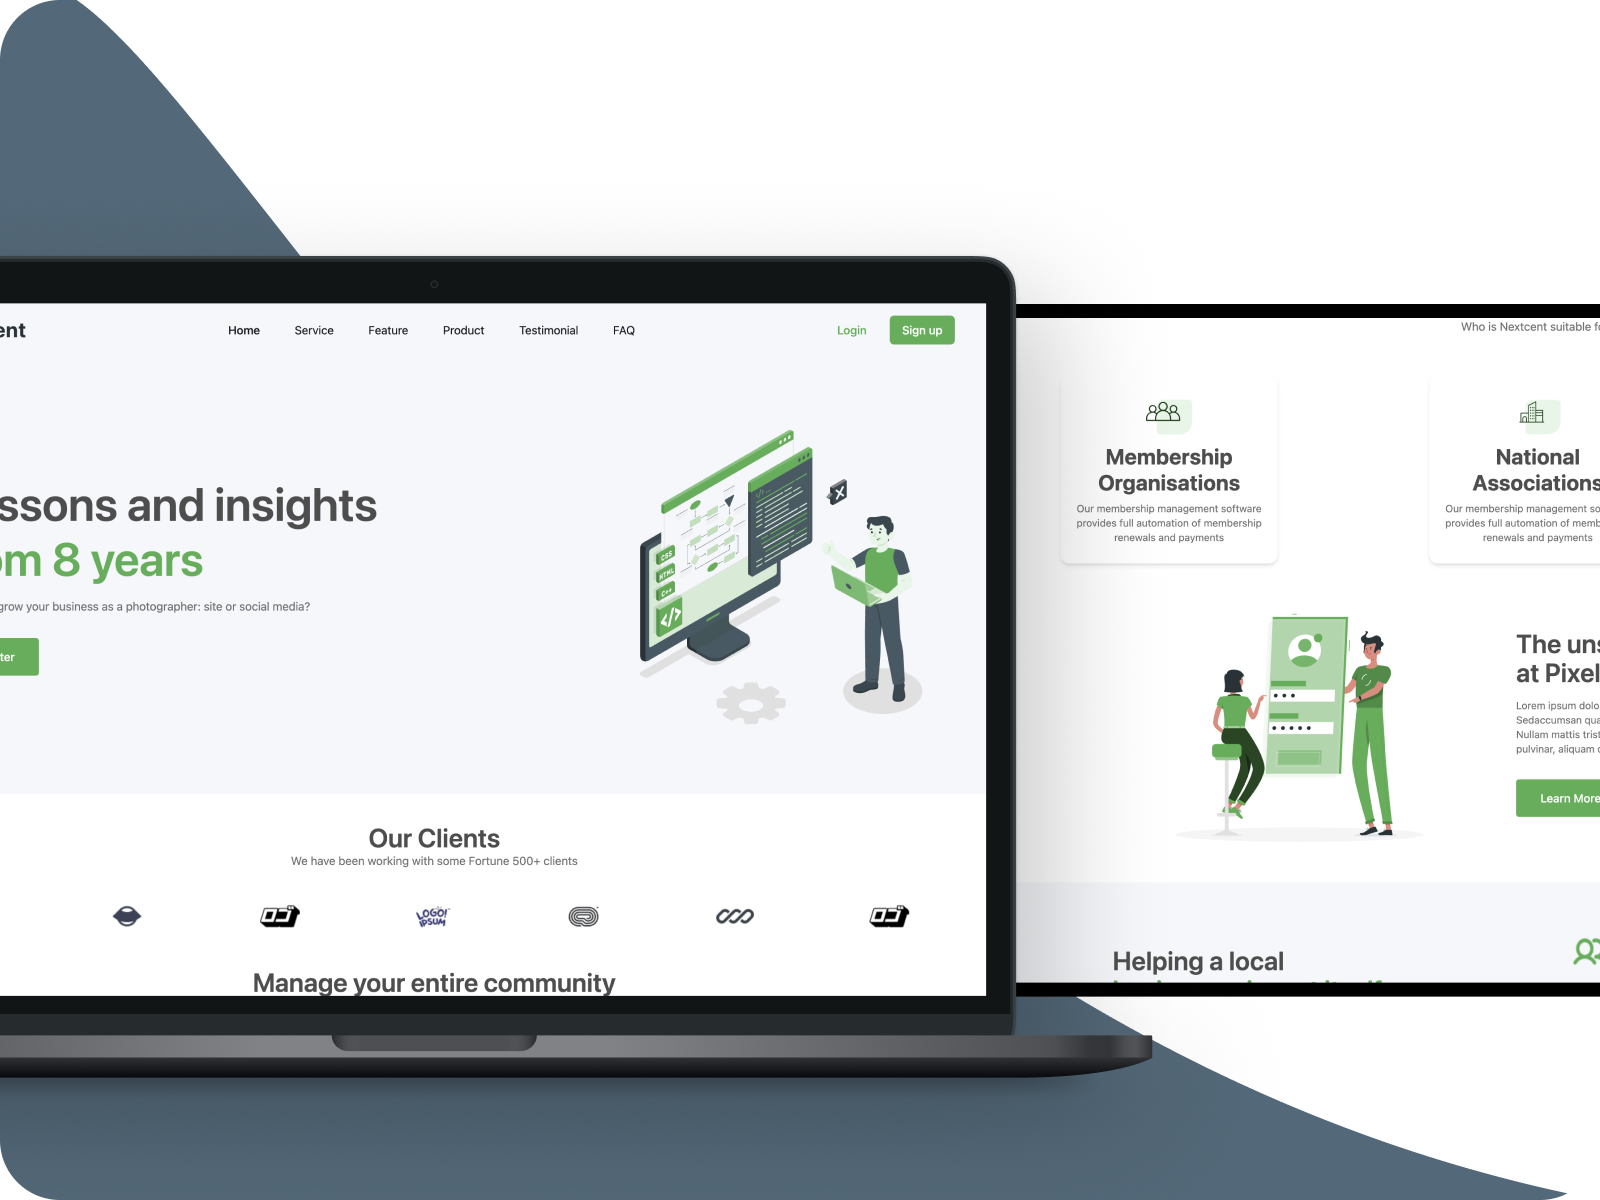 ent
Home
Service
Feature
Product
Testimonial
FAQ
Login
Sign up
ssons and insights
om 8 years
grow your business as a photographer: site or social media?
ter
CSS
HTML
C++
</>
X
Our Clients
We have been working with some Fortune 500+ clients
LOGO!
IPSUM
Manage your entire community
Who is Nextcent suitable fo
Membership
Organisations
Our membership management software
provides full automation of membership
renewals and payments
National
Associations
Our membership management so
provides full automation of memb
renewals and payments
The uns
at Pixel
Lorem ipsum dolo
Sedaccumsan qua
Nullam mattis trist
pulvinar, aliquam
Learn More
Helping a local